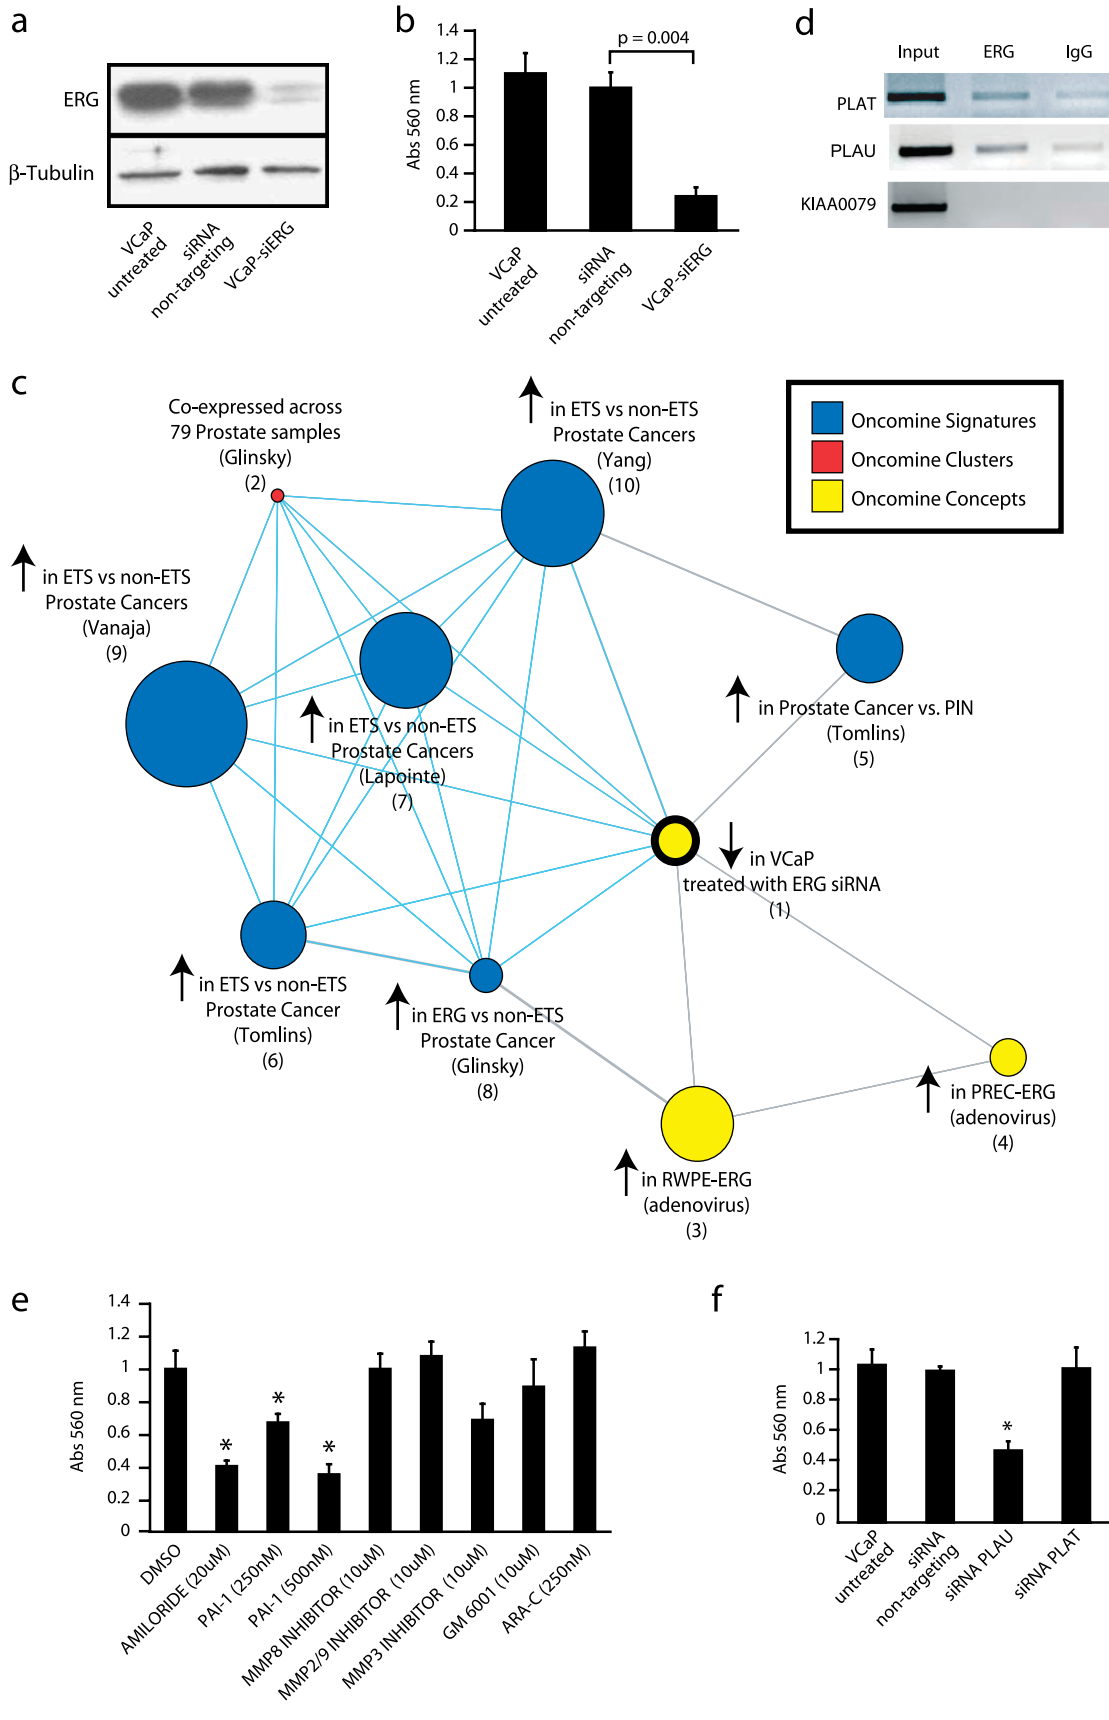 a
ERG
β-Tubulin
VCaP
untreated
siRNA
non-targeting
VCaP-siERG
b
Abs 560 nm
1.4
1.2
1
0.8
0.6
0.4
0.2
0
p = 0.004
VCaP
untreated
siRNA
non-targeting
VCaP-siERG
d
Input
ERG
IgG
PLAT
PLAU
KIAA0079
c
Co-expressed across
79 Prostate samples
(Glinsky)
(2)
in ETS vs non-ETS
Prostate Cancers
(Yang)
(10)
Oncomine Signatures
Oncomine Clusters
Oncomine Concepts
in ETS vs non-ETS
Prostate Cancers
(Vanaja)
(9)
in ETS vs non-ETS
Prostate Cancers
(Lapointe)
(7)
in Prostate Cancer vs. PIN
(Tomlins)
(5)
in VCaP
treated with ERG siRNA
(1)
in ETS vs non-ETS
Prostate Cancer
(Tomlins)
(6)
in ERG vs non-ETS
Prostate Cancer
(Glinsky)
(8)
in PREC-ERG
(adenovirus)
(4)
in RWPE-ERG
(adenovirus)
(3)
e
Abs 560 nm
1.4
1.2
1
0.8
0.6
0.4
0.2
0
*
*
*
DMSO
AMILORIDE (20uM)
PAI-1 (250nM)
PAI-1 (500nM)
MMP8 INHIBITOR (10uM)
MMP2/9 INHIBITOR (10uM)
MMP3 INHIBITOR (10uM)
GM 6001 (10uM)
ARA-C (250nM)
f
Abs 560 nm
1.2
1
0.8
0.6
0.4
0.2
0
*
VCaP
untreated
siRNA
non-targeting
siRNA PLAU
siRNA PLAT